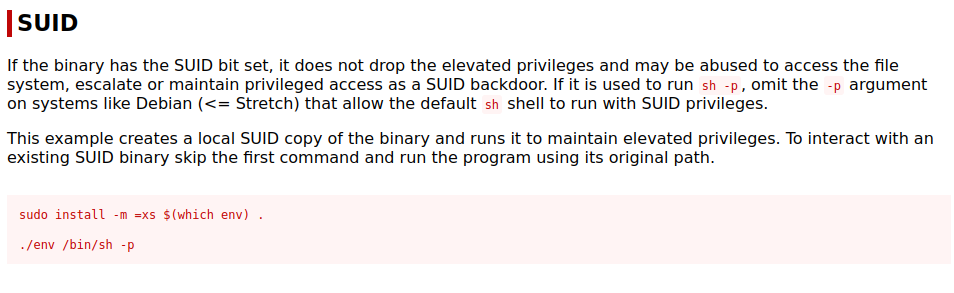 SUID
If the binary has the SUID bit set, it does not drop the elevated privileges and may be abused to access the file
system, escalate or maintain privileged access as a SUID backdoor. If it is used to run sh -p, omit the -p argument
on systems like Debian (<= Stretch) that allow the default sh shell to run with SUID privileges.
This example creates a local SUID copy of the binary and runs it to maintain elevated privileges. To interact with an
existing SUID binary skip the first command and run the program using its original path.
sudo install -m =xs $(which env) .
./env /bin/sh -p